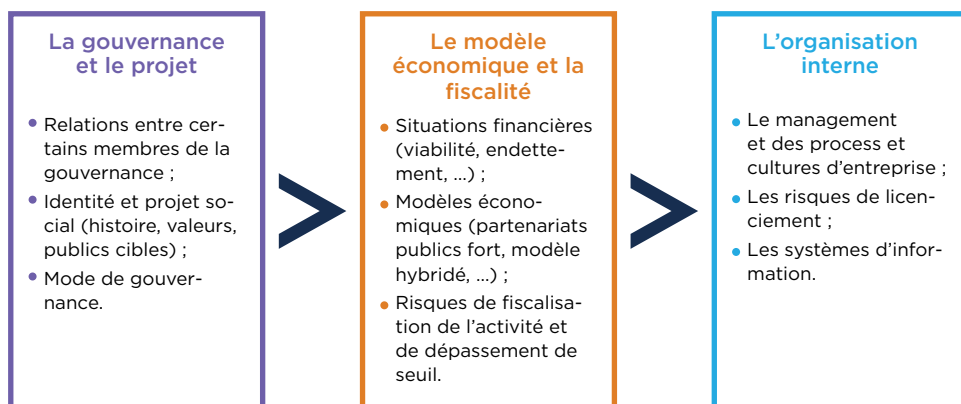 La gouvernance
et le projet
• Relations entre cer-
tains membres de la
gouvernance ;
• Identité et projet so-
cial (histoire, valeurs,
publics cibles) ;
• Mode de gouver-
nance.
Le modèle
économique et la
fiscalité
• Situations financières
(viabilité, endette-
ment, ...) ;
• Modèles écono-
miques (partenariats
publics fort, modèle
hybridé, ...) ;
• Risques de fiscalisa-
tion de l'activité et
de dépassement de
seuil.
L'organisation
interne
• Le management
et des process et
cultures d'entreprise ;
• Les risques de licen-
ciement ;
• Les systèmes d'infor-
mation.